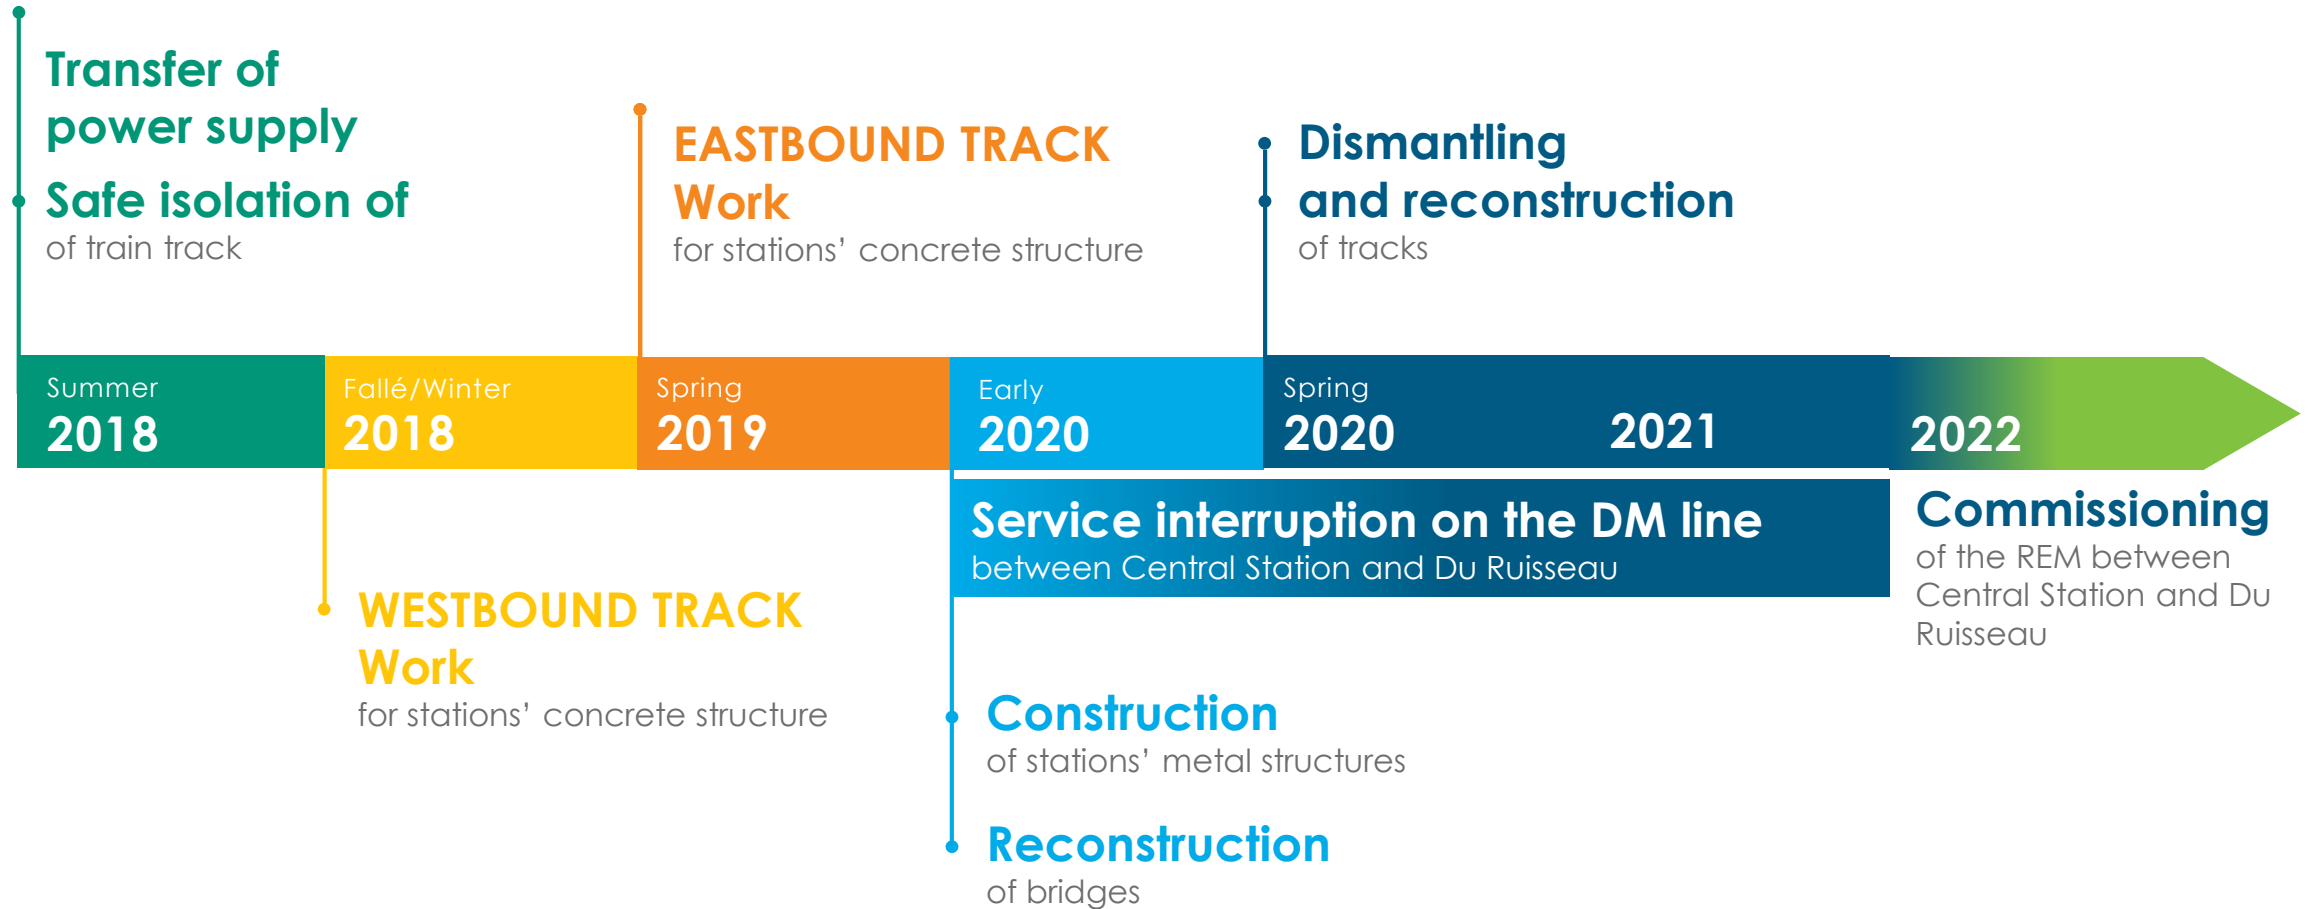 Transfer of
power supply
Safe isolation of
of train track
EASTBOUND TRACK
Work
for stations’ concrete structure
Dismantling
and reconstruction
of tracks
Summer
2018
Fallé/Winter
2018
Spring
2019
Early
2020
Spring
2020
2021
2022
Service interruption on the DM line
between Central Station and Du Ruisseau
Commissioning
of the REM between
Central Station and Du
Ruisseau
WESTBOUND TRACK
Work
for stations’ concrete structure
Construction
of stations’ metal structures
Reconstruction
of bridges